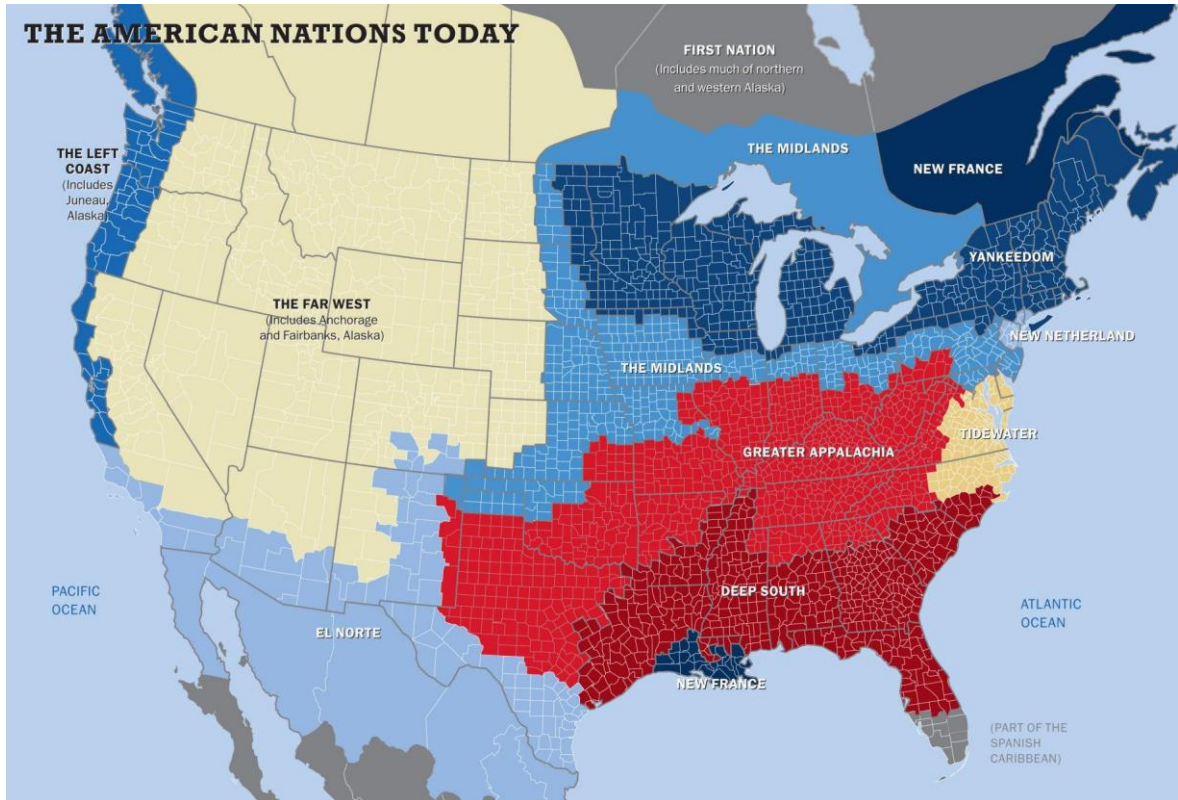 THE AMERICAN NATIONS TODAY
FIRST NATION
(Includes much of northern
and western Alaska)
THE LEFT
COAST
(Includes
Juneau,
Alaska)
THE MIDLANDS
NEW FRANCE
YANKEEDOM
THE FAR WEST
(Includes Anchorage
and Fairbanks, Alaska)
NEW NETHERLAND
THE MIDLANDS
TIDEWATER
GREATER APPALACHIA
PACIFIC
OCEAN
DEEP SOUTH
ATLANTIC
OCEAN
EL NORTE
NEW FRANCE
(PART OF THE
SPANISH
CARIBBEAN)